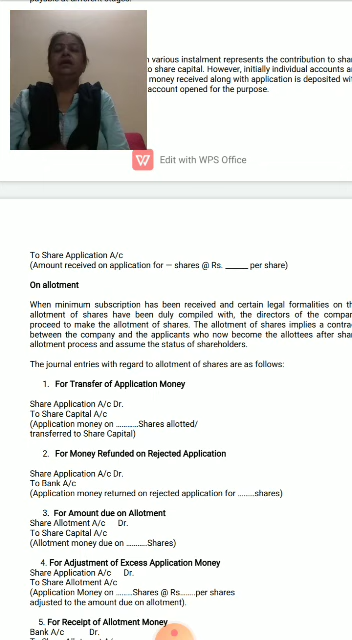 various instalment represents the contribution to
to share capital. However, initially individual accounts
money received along with application is deposited
account opened for the purpose.
Edit with WPS Office
To Share Application A/c
(Amount received on application for — shares @ Rs. ______ per share)
On allotment
When minimum subscription has been received and certain legal formalities on
allotment of shares have been duly compiled with, the directors of the
proceed to make the allotment of shares. The allotment of shares implies a
between the company and the applicants who now become the allottees after
allotment process and assume the status of shareholders.
The journal entries with regard to allotment of shares are as follows:
1. For Transfer of Application Money
Share Application A/c Dr.
To Share Capital A/c
(Application money on ...........Shares allotted/
transferred to Share Capital)
2. For Money Refunded on Rejected Application
Share Application A/c Dr.
To Bank A/c
(Application money returned on rejected application for ........shares)
3. For Amount due on Allotment
Share Allotment A/c Dr.
To Share Capital A/c
(Allotment money due on ..........Shares)
4. For Adjustment of Excess Application Money
Share Application A/c Dr.
To Share Allotment A/c
(Application Money on ........Shares @ Rs.......per shares
adjusted to the amount due on allotment).
5. For Receipt of Allotment Money
Bank A/c Dr.